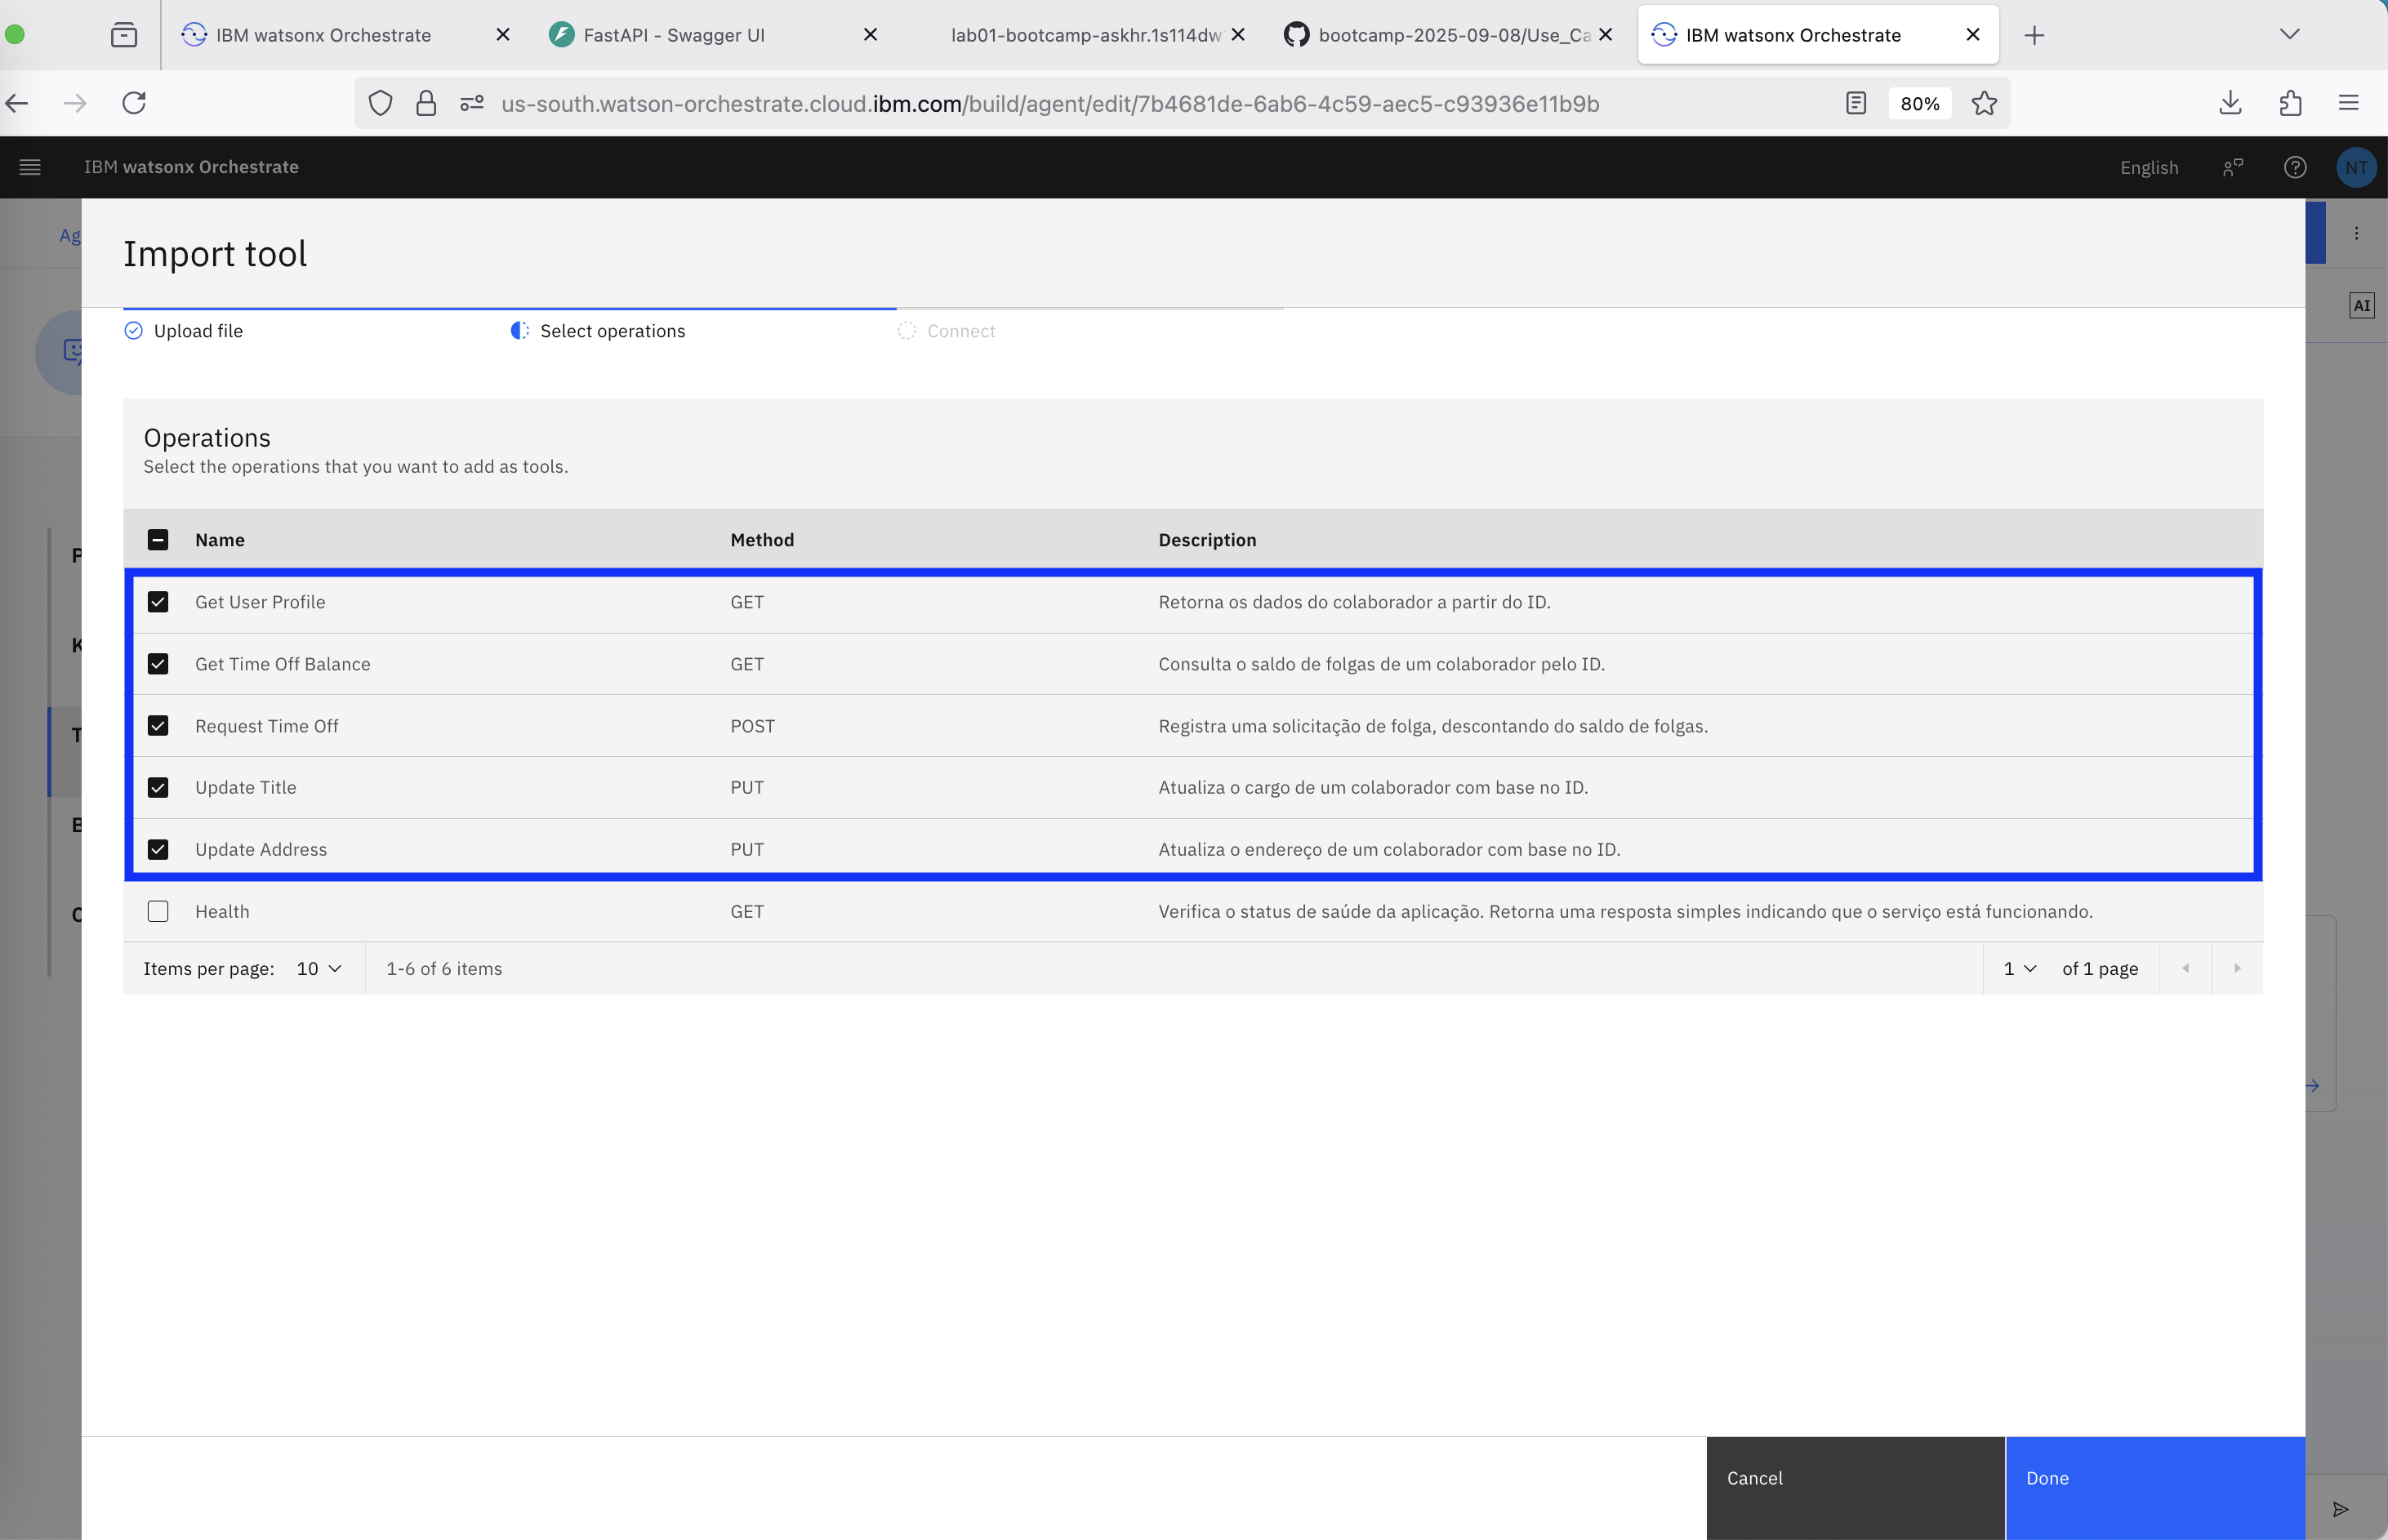 IBM watsonx Orchestrate
FastAPI - Swagger UI
lab01-bootcamp-askhr.1s114dw
bootcamp-2025-09-08/Use_Ca
IBM watsonx Orchestrate
us-south.watson-orchestrate.cloud.ibm.com/build/agent/edit/7b4681de-6ab6-4c59-aec5-c93936e11b9b
80%
IBM watsonx Orchestrate
English
NT
Ag
AI
Import tool
Upload file
Select operations
Connect
Operations
Select the operations that you want to add as tools.
Name Method Description
Get User Profile GET Retorna os dados do colaborador a partir do ID.
Get Time Off Balance GET Consulta o saldo de folgas de um colaborador pelo ID.
Request Time Off POST Registra uma solicitação de folga, descontando do saldo de folgas.
Update Title PUT Atualiza o cargo de um colaborador com base no ID.
Update Address PUT Atualiza o endereço de um colaborador com base no ID.
Health GET Verifica o status de saúde da aplicação. Retorna uma resposta simples indicando que o serviço está funcionando.
Items per page: 10 1-6 of 6 items 1 of 1 page
Cancel
Done